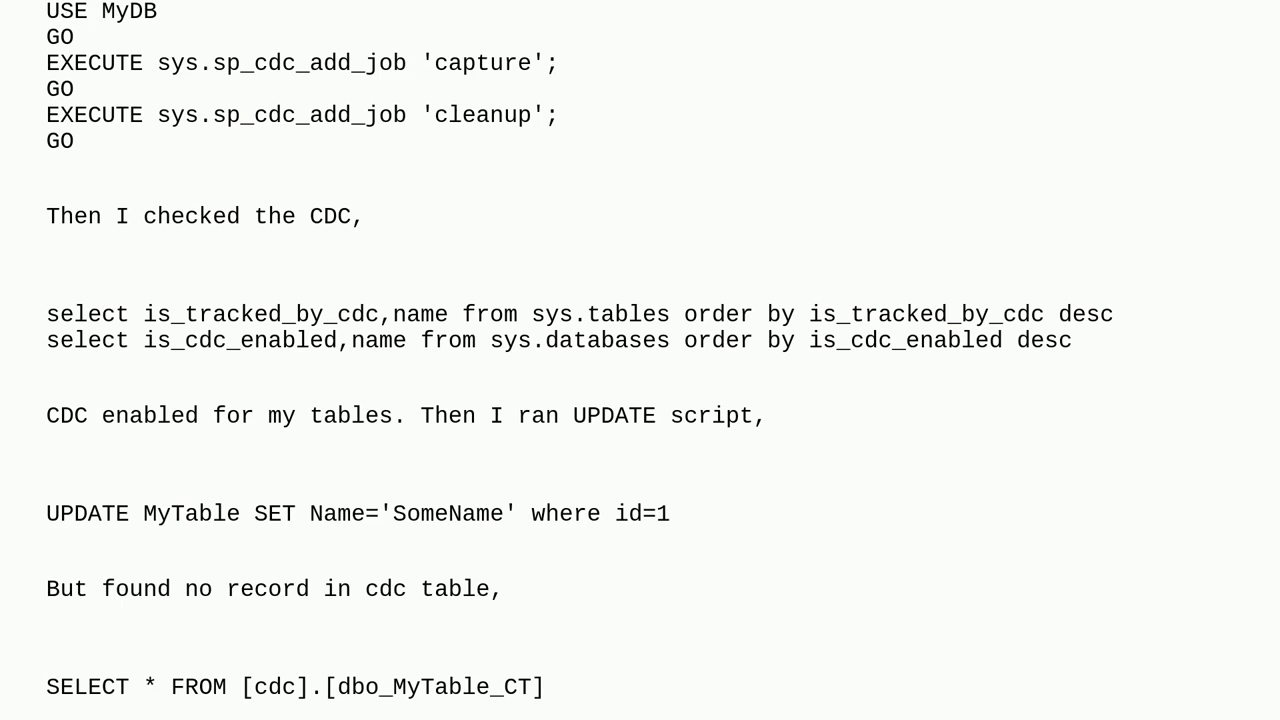 USE MyDB
GO
EXECUTE sys.sp_cdc_add_job 'capture';
GO
EXECUTE sys.sp_cdc_add_job 'cleanup';
GO
Then I checked the CDC,
select is_tracked_by_cdc,name from sys.tables order by is_tracked_by_cdc desc
select is_cdc_enabled,name from sys.databases order by is_cdc_enabled desc
CDC enabled for my tables. Then I ran UPDATE script,
UPDATE MyTable SET Name='SomeName' where id=1
But found no record in cdc table,
SELECT * FROM [cdc].[dbo_MyTable_CT]